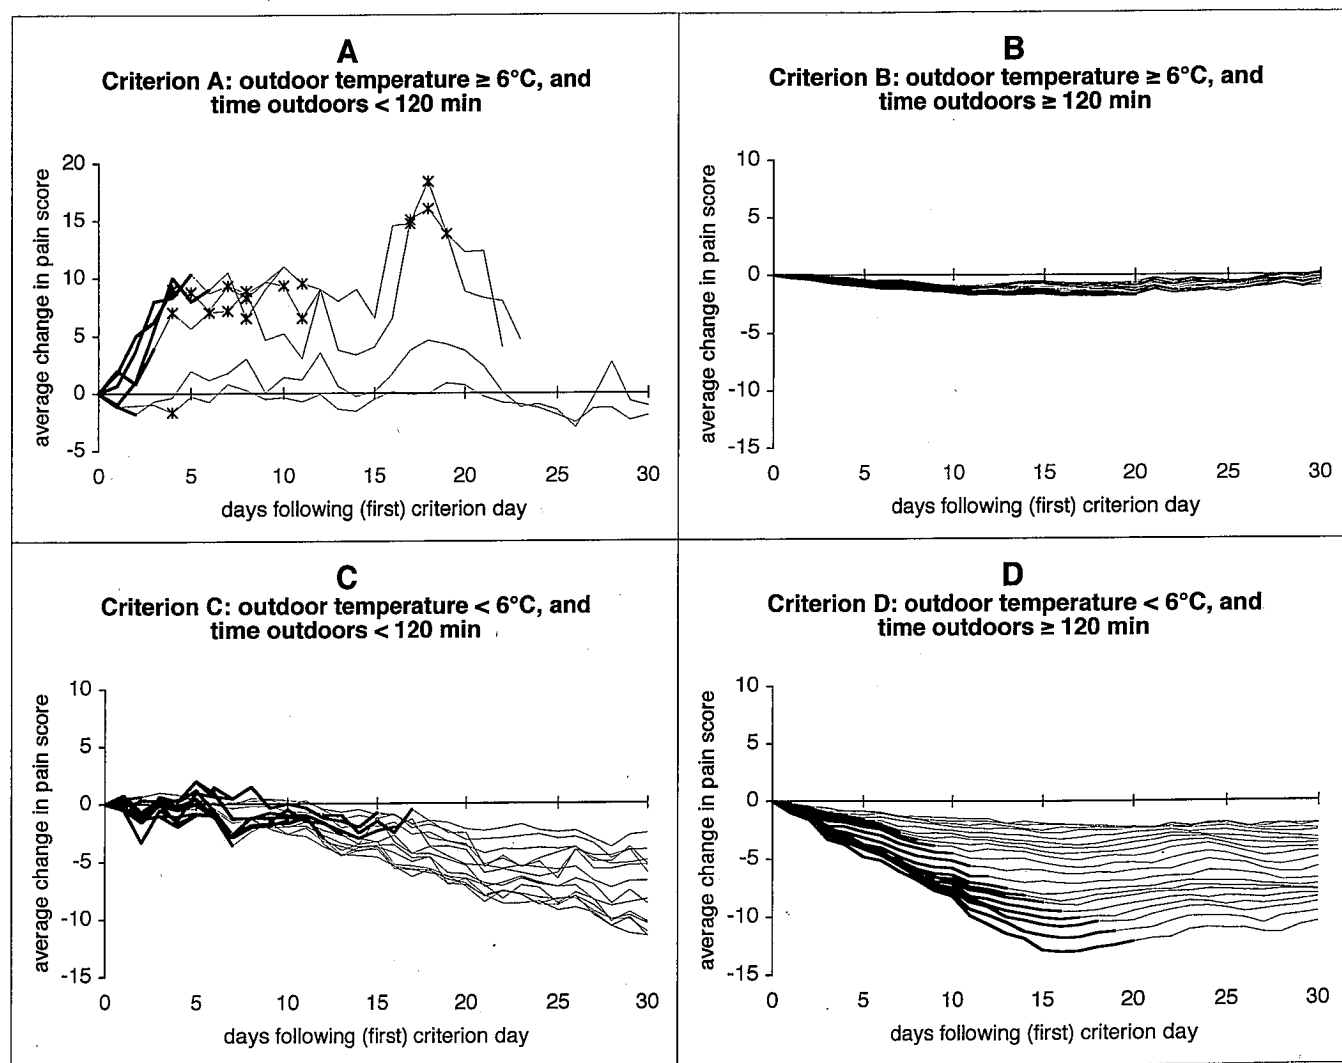 A
Criterion A: outdoor temperature ≥ 6°C, and
time outdoors < 120 min
average change in pain score
20
15
10
5
0
-5
0 5 10 15 20 25 30
days following (first) criterion day
B
Criterion B: outdoor temperature ≥ 6°C, and
time outdoors ≥ 120 min
average change in pain score
10
5
0
-5
-10
-15
0 5 10 15 20 25 30
days following (first) criterion day
C
Criterion C: outdoor temperature < 6°C, and
time outdoors < 120 min
average change in pain score
10
5
0
-5
-10
-15
0 5 10 15 20 25 30
days following (first) criterion day
D
Criterion D: outdoor temperature < 6°C, and
time outdoors ≥ 120 min
average change in pain score
10
5
0
-5
-10
-15
0 5 10 15 20 25 30
days following (first) criterion day